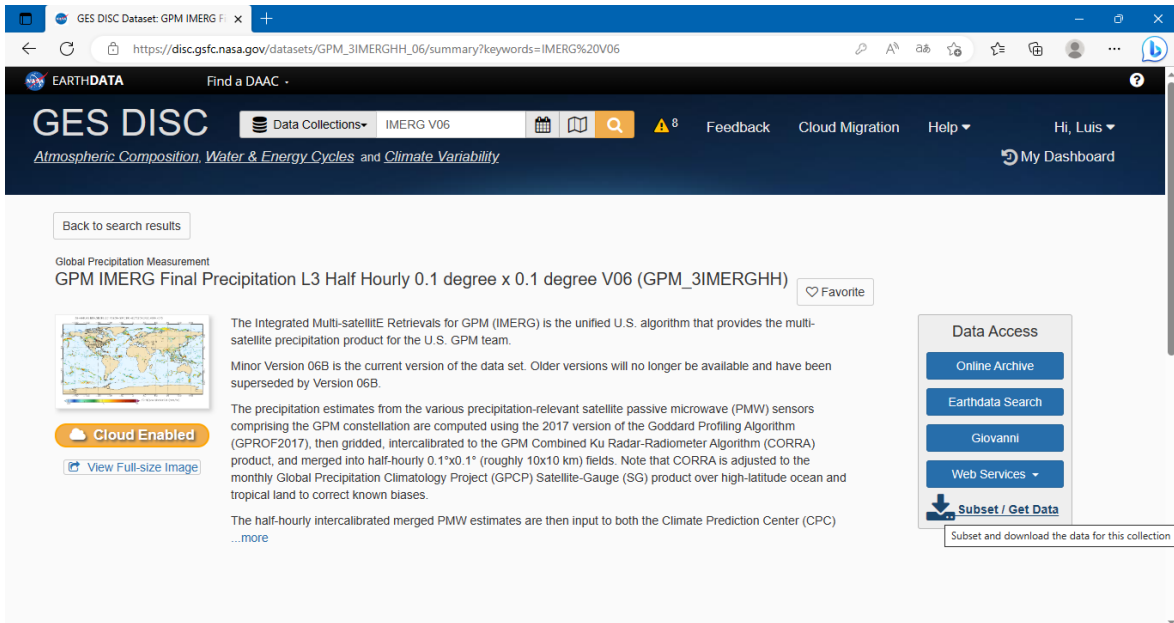 GES DISC Dataset: GPM IMERG Fi
https://disc.gsfc.nasa.gov/datasets/GPM_3IMERGHH_06/summary?keywords=IMERG%20V06
EARTHDATA Find a DAAC
GES DISC Data Collections IMERG V06 8 Feedback Cloud Migration Help Hi, Luis
Atmospheric Composition, Water & Energy Cycles and Climate Variability My Dashboard
Back to search results
Global Precipitation Measurement
GPM IMERG Final Precipitation L3 Half Hourly 0.1 degree x 0.1 degree V06 (GPM_3IMERGHH)
Favorite
The Integrated Multi-satellitE Retrievals for GPM (IMERG) is the unified U.S. algorithm that provides the multi-
satellite precipitation product for the U.S. GPM team.
Minor Version 06B is the current version of the data set. Older versions will no longer be available and have been
superseded by Version 06B.
The precipitation estimates from the various precipitation-relevant satellite passive microwave (PMW) sensors
comprising the GPM constellation are computed using the 2017 version of the Goddard Profiling Algorithm
(GPROF2017), then gridded, intercalibrated to the GPM Combined Ku Radar-Radiometer Algorithm (CORRA)
product, and merged into half-hourly 0.1°x0.1° (roughly 10x10 km) fields. Note that CORRA is adjusted to the
monthly Global Precipitation Climatology Project (GPCP) Satellite-Gauge (SG) product over high-latitude ocean and
tropical land to correct known biases.
The half-hourly intercalibrated merged PMW estimates are then input to both the Climate Prediction Center (CPC)
...more
Cloud Enabled
View Full-size Image
Data Access
Online Archive
Earthdata Search
Giovanni
Web Services
Subset / Get Data
Subset and download the data for this collection